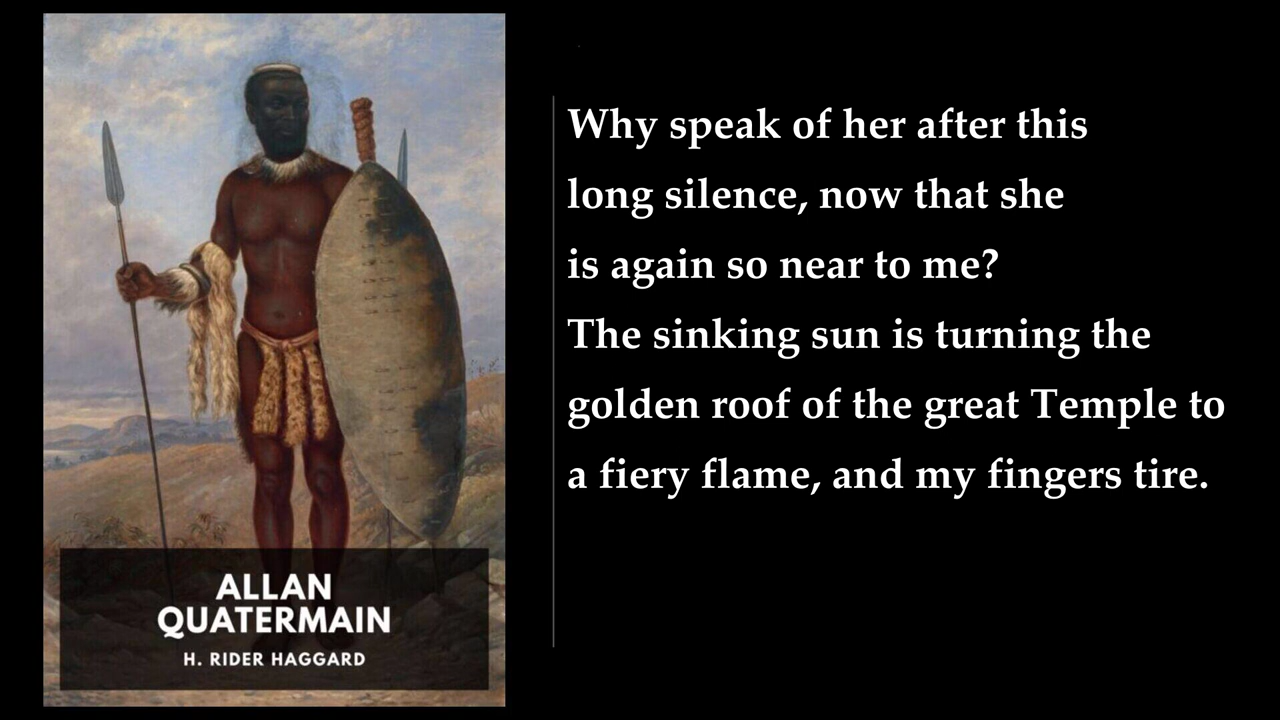 Why speak of her after this
long silence, now that she
is again so near to me?
The sinking sun is turning the
golden roof of the great Temple to
a fiery flame, and my fingers tire.
ALLAN
QUATERMAIN
H. RIDER HAGGARD